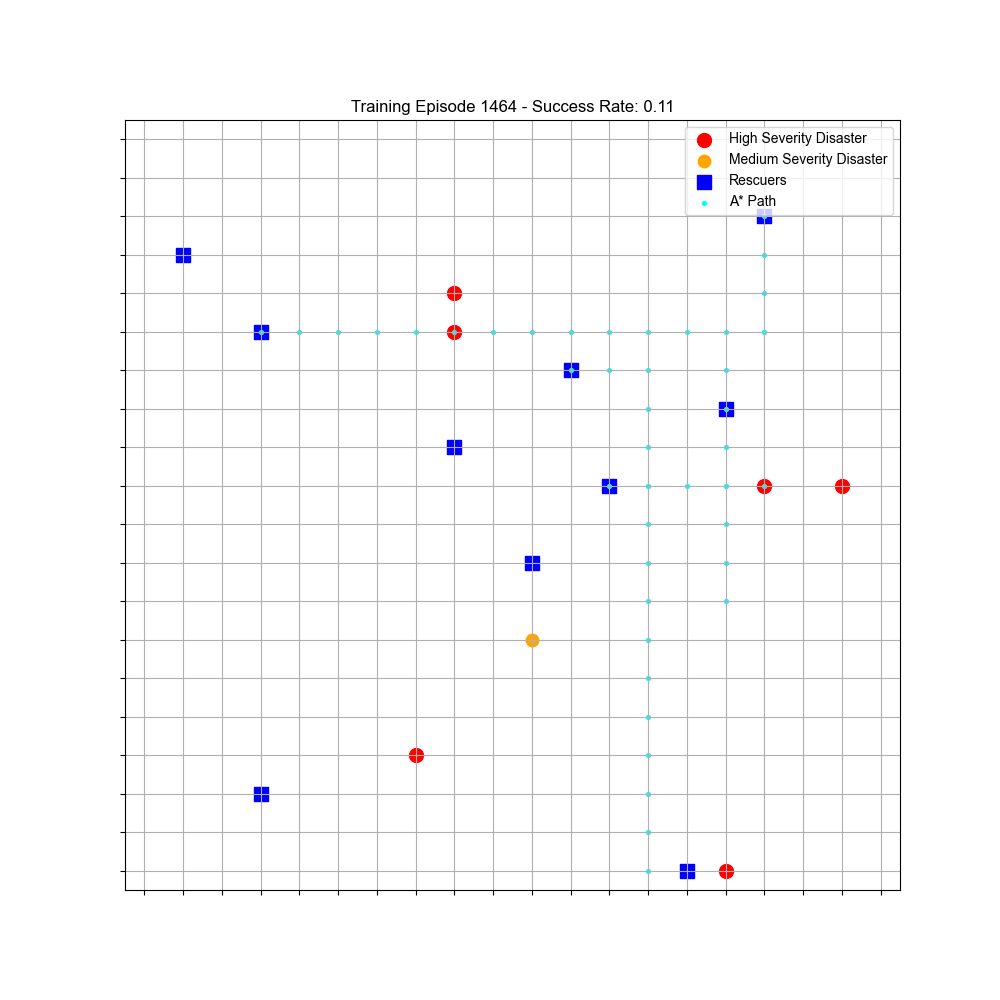 Training Episode 1464 - Success Rate: 0.11
High Severity Disaster
Medium Severity Disaster
Rescuers
A* Path